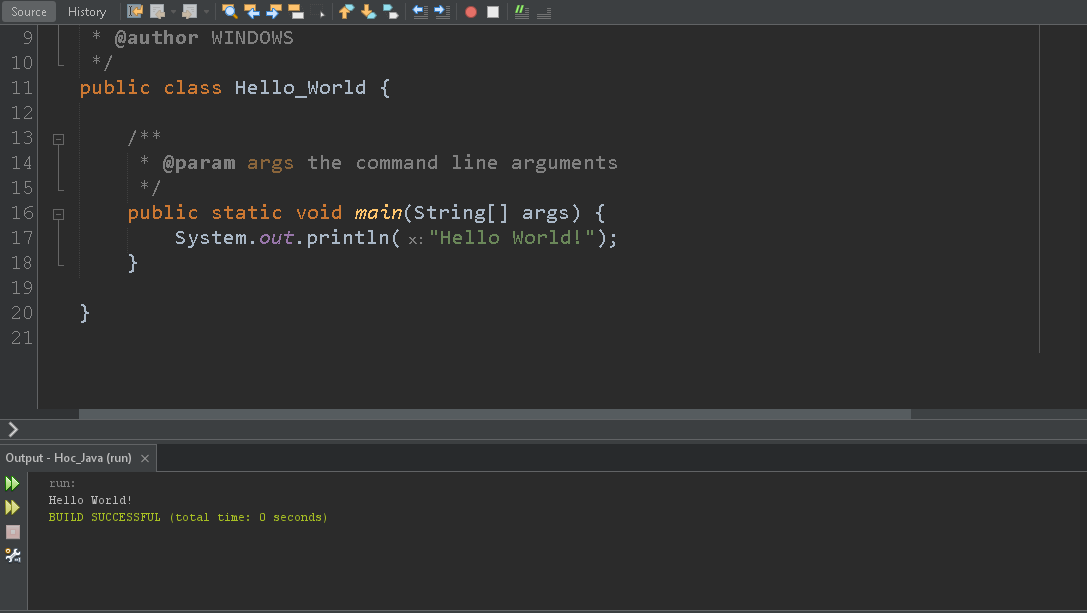 Source History
9 * @author WINDOWS
10 */
11 public class Hello_World {
12
13 /**
14 * @param args the command line arguments
15 */
16 public static void main(String[] args) {
17 System.out.println( x: "Hello World!");
18 }
19
20 }
21
Output - Hoc_Java (run) ×
run:
Hello World!
BUILD SUCCESSFUL (total time: 0 seconds)